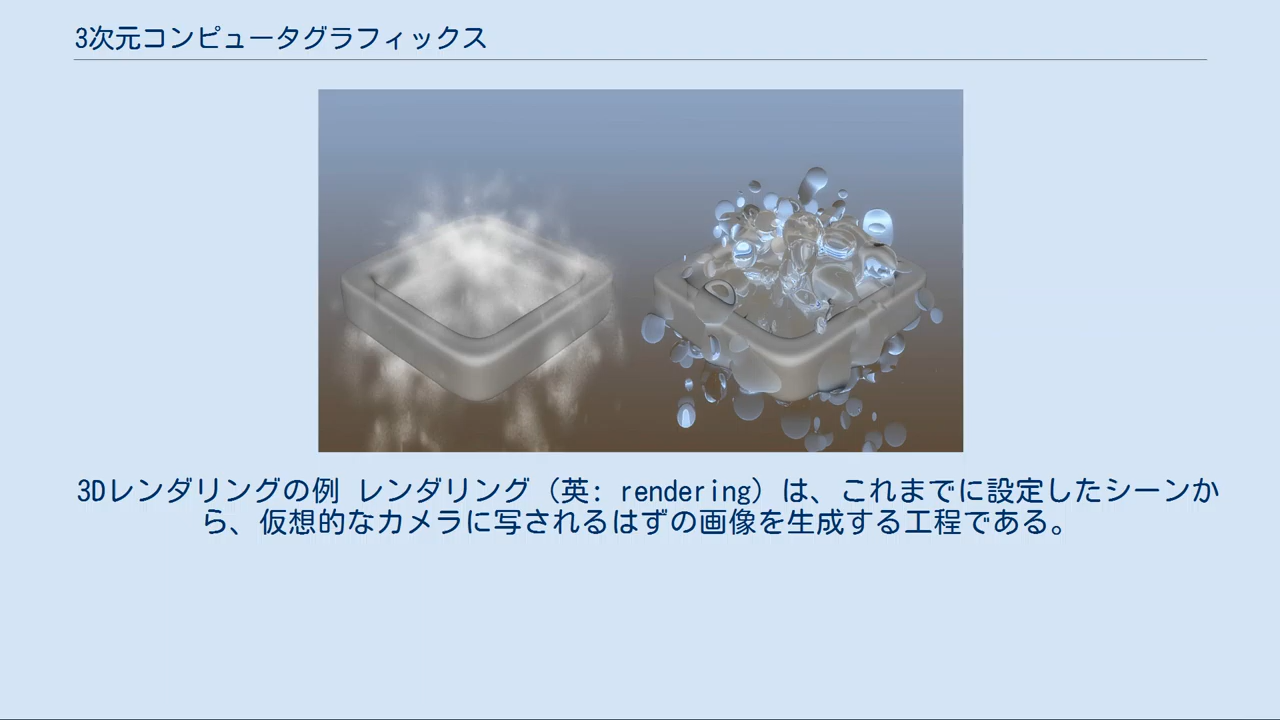 3次元コンピュータグラフィックス
3Dレンダリングの例 レンダリング（英: rendering）は、これまでに設定したシーンか
ら、仮想的なカメラに写されるはずの画像を生成する工程である。